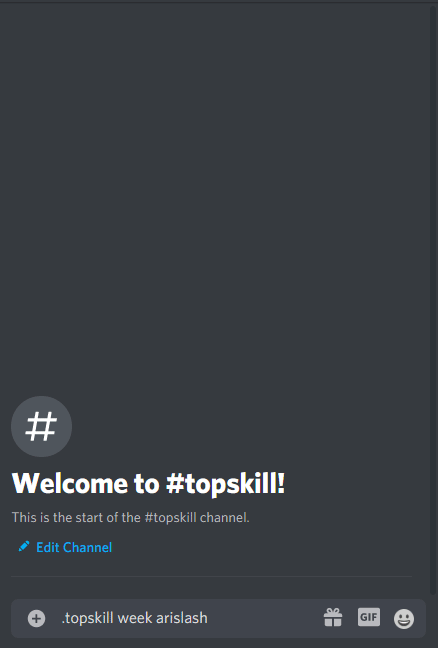 #
Welcome to #topskill!
This is the start of the #topskill channel.
Edit Channel
.topskill week arislash
GIF